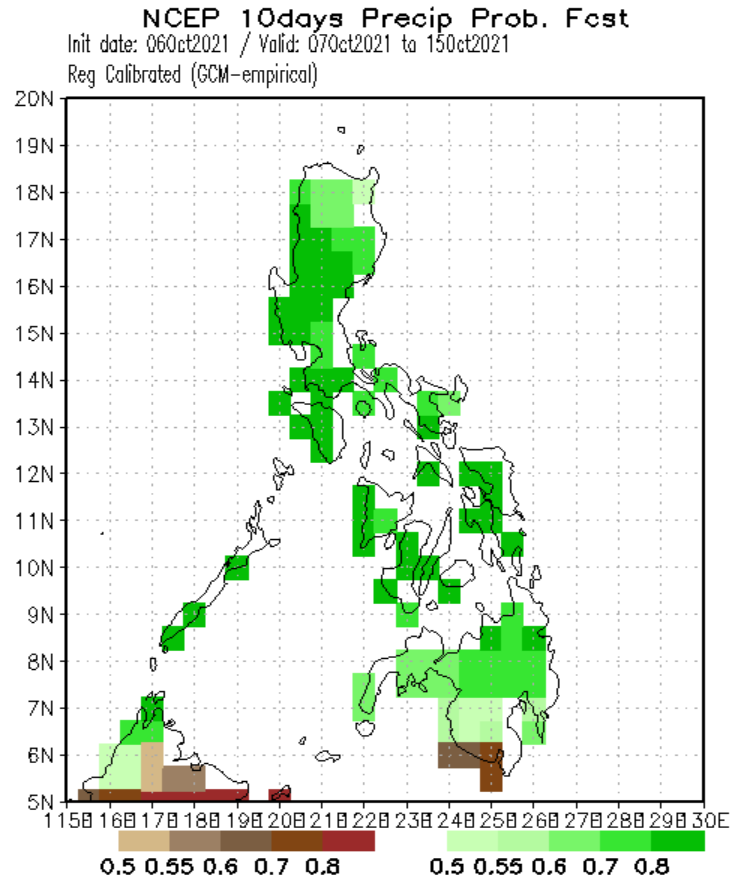 NCEP 10days Precip Prob. Fcst
Init date: 06Oct2021 / Valid: 07Oct2021 to 15Oct2021
Reg Calibrated (GCM-empirical)
20N
19N
18N
17N
16N
15N
14N
13N
12N
11N
10N
9N
8N
7N
6N
5N
115E 116E 117E 118E 119E 120E 121E 122E 123E 124E 125E 126E 127E 128E 129E 130E
0.5 0.55 0.6 0.7 0.8 0.5 0.55 0.6 0.7 0.8